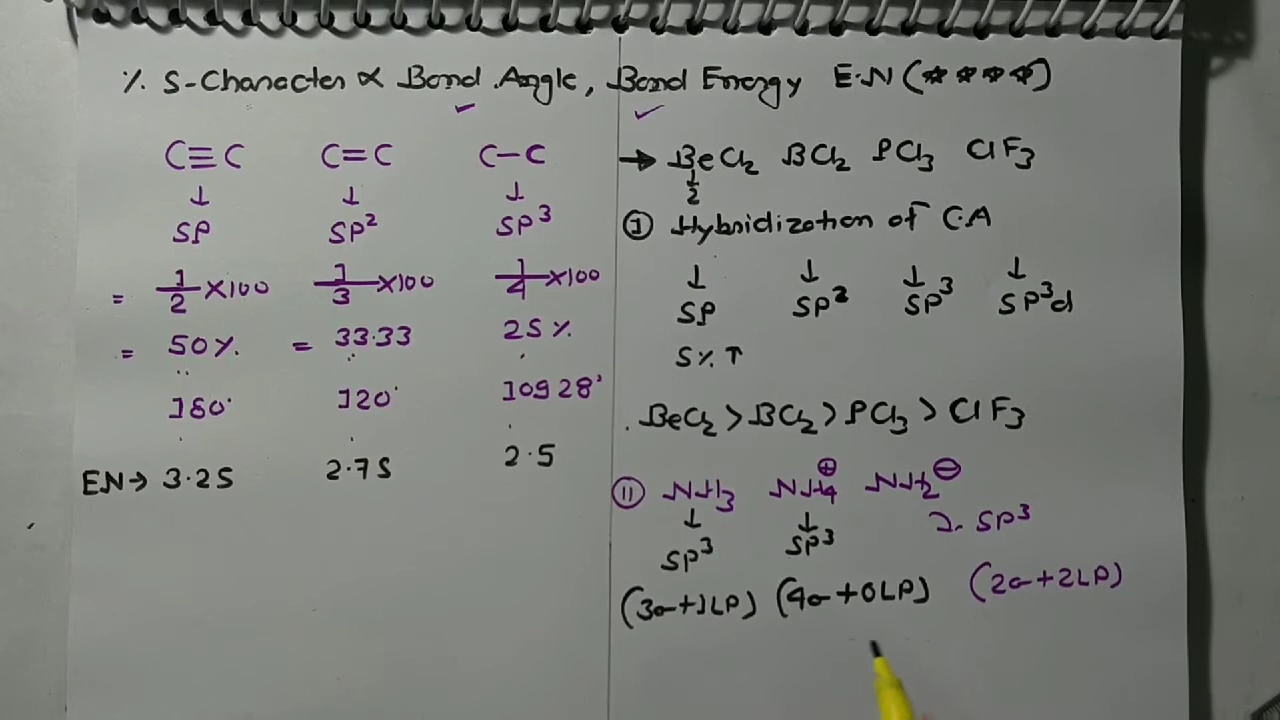 % S-Character ∝ Bond Angle, Bond Energy E.N (****)
C≡C C=C C-C
↓ ↓ ↓
SP SP² SP³
= 1/2 ×100 1/3 ×100 1/4 ×100
= 50% = 33.33 25%
180° 120° 109 28'
EN→ 3.25 2.75 2.5
→ BeCl₂ BCl₂ PCl₃ ClF₃
↓
2
① Hybridization of C.A
↓ ↓ ↓ ↓
SP SP² SP³ SP³d
S% ↑
BeCl₂ > BCl₂ > PCl₃ > ClF₃
⑪ NH₃ NH₄⊕ NH₂⊖
↓ ↓
SP³ SP³ SP³
(3σ+1LP) (4σ+0LP) (2σ+2LP)